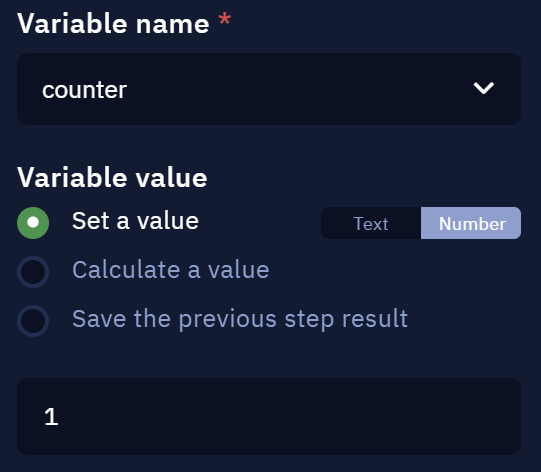 Variable name *
counter
Variable value
Set a value Text Number
Calculate a value
Save the previous step result
1